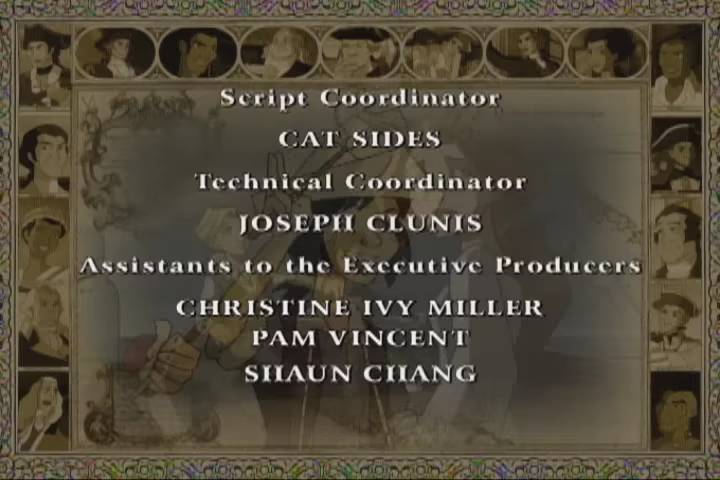 Script Coordinator
CAT SIDES
Technical Coordinator
JOSEPH CLUNIS
Assistants to the Executive Producers
CHRISTINE IVY MILLER
PAM VINCENT
SHAUN CHANG